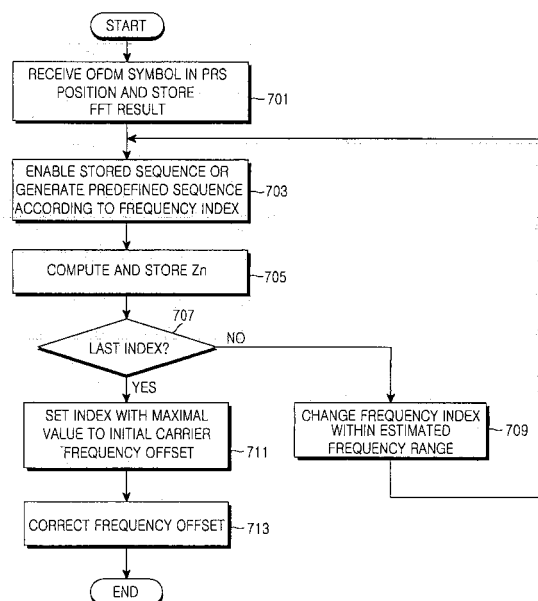 START
RECEIVE OFDM SYMBOL IN PRS
POSITION AND STORE
FFT RESULT
701
ENABLE STORED SEQUENCE OR
GENERATE PREDEFINED SEQUENCE
ACCORDING TO FREQUENCY INDEX
703
COMPUTE AND STORE Zn
705
707
LAST INDEX?
NO
YES
SET INDEX WITH MAXIMAL
VALUE TO INITIAL CARRIER
FREQUENCY OFFSET
711
CHANGE FREQUENCY INDEX
WITHIN ESTIMATED
FREQUENCY RANGE
709
CORRECT FREQUENCY OFFSET
713
END